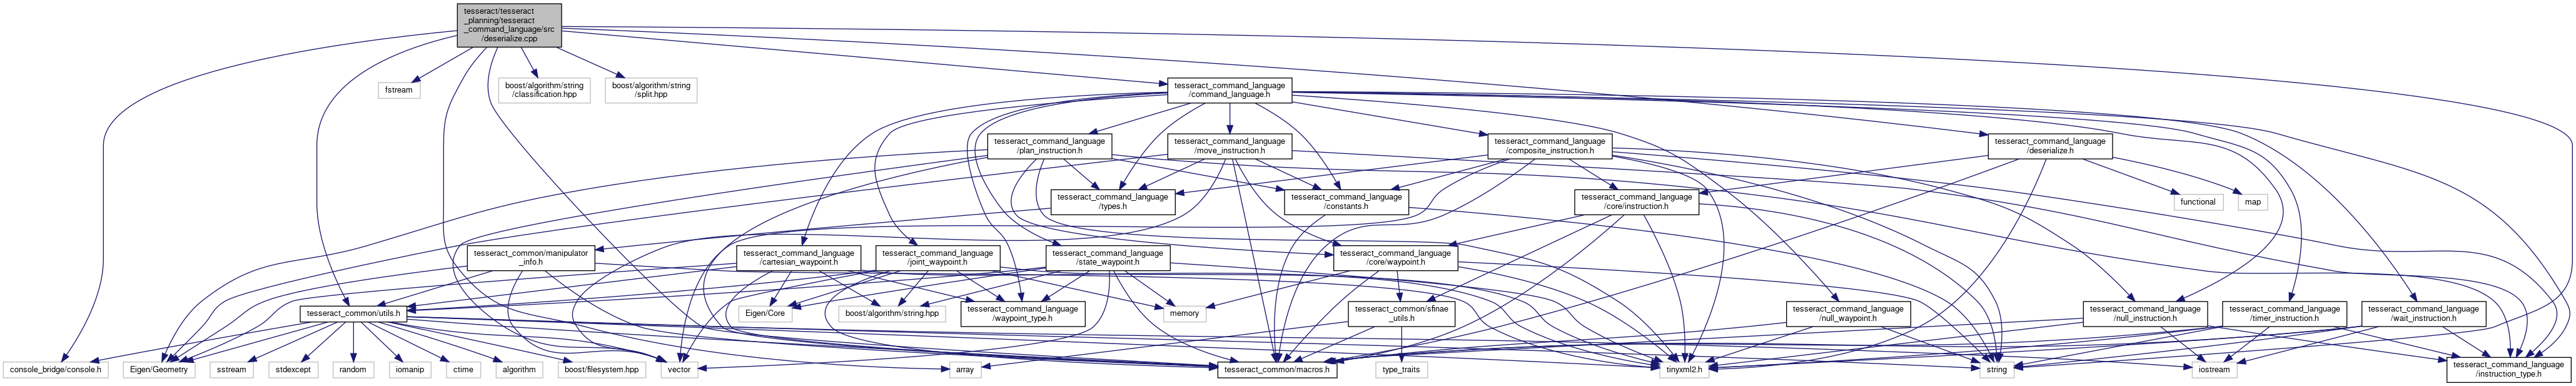 tesseract/tesseract
_planning/tesseract
_command_language/src
/deserialize.cpp
fstream
boost/algorithm/string
/classification.hpp
boost/algorithm/string
/split.hpp
tesseract_command_language
/command_language.h
tesseract_command_language
/plan_instruction.h
tesseract_command_language
/move_instruction.h
tesseract_command_language
/composite_instruction.h
tesseract_command_language
/deserialize.h
tesseract_command_language
/types.h
tesseract_command_language
/constants.h
tesseract_command_language
/core/instruction.h
functional
map
tesseract_common/manipulator
_info.h
tesseract_command_language
/cartesian_waypoint.h
tesseract_command_language
/joint_waypoint.h
tesseract_command_language
/state_waypoint.h
tesseract_command_language
/core/waypoint.h
tesseract_common/utils.h
Eigen/Core
boost/algorithm/string.hpp
tesseract_command_language
/waypoint_type.h
memory
tesseract_common/sfinae
_utils.h
tesseract_command_language
/null_waypoint.h
tesseract_command_language
/null_instruction.h
tesseract_command_language
/timer_instruction.h
tesseract_command_language
/wait_instruction.h
console_bridge/console.h
Eigen/Geometry
sstream
stdexcept
random
iomanip
ctime
algorithm
boost/filesystem.hpp
vector
array
tesseract_common/macros.h
type_traits
tinyxml2.h
string
iostream
tesseract_command_language
/instruction_type.h